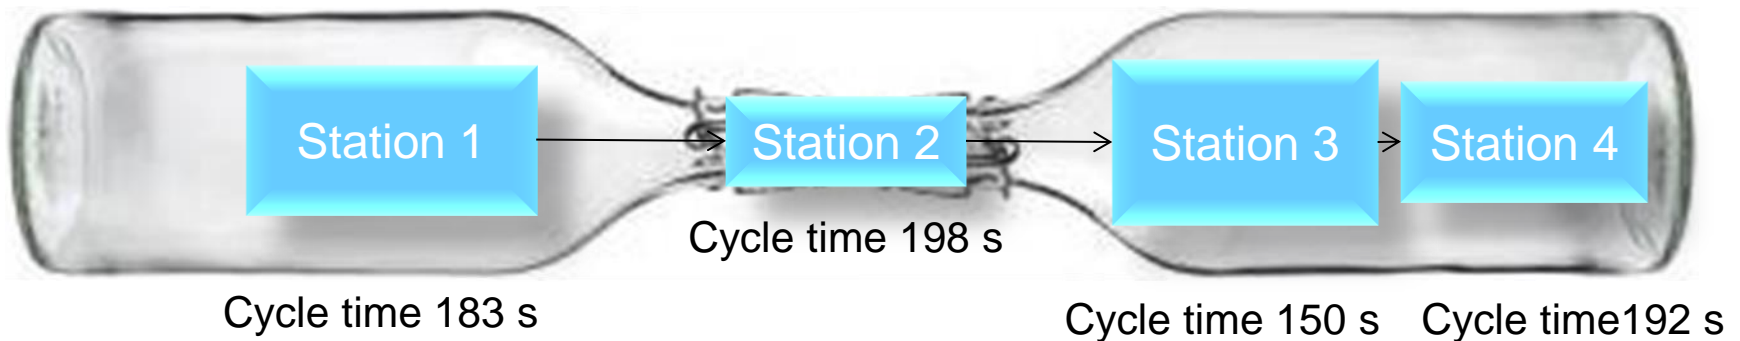 Station 1
Station 2
Station 3
Station 4
Cycle time 198 s
Cycle time 183 s
Cycle time 150 s
Cycle time192 s